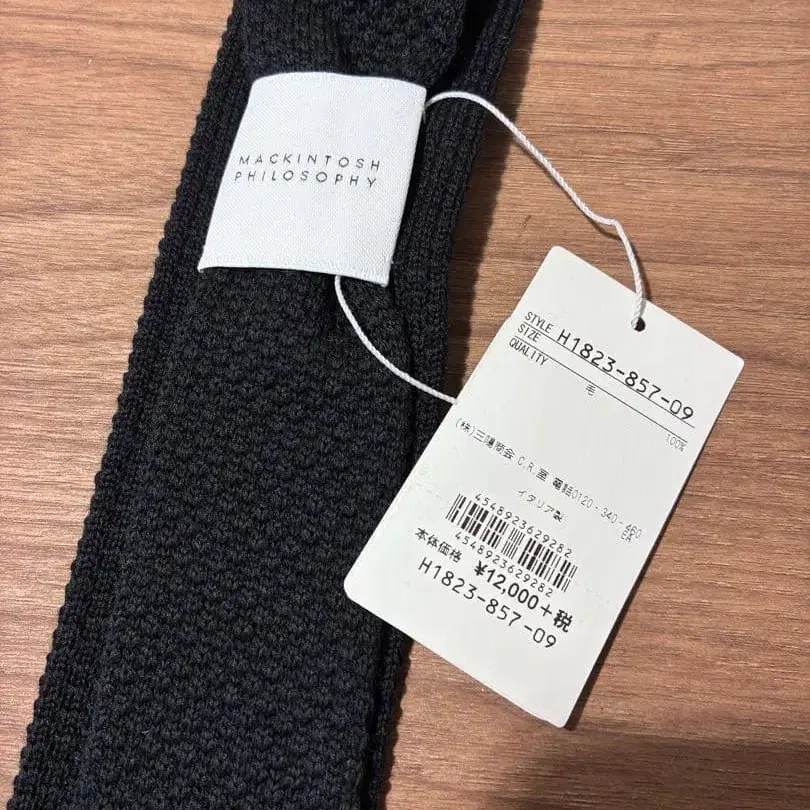 MACKINTOSH
PHILOSOPHY
STYLE H1823-857-09
SIZE
QUALITY
毛 100%
(株)三陽商会 C.R.室 電話0120-340-460
EX
イタリア製
4548923629282
4548923629282
本体価格 ¥12,000+税
H1823-857-09